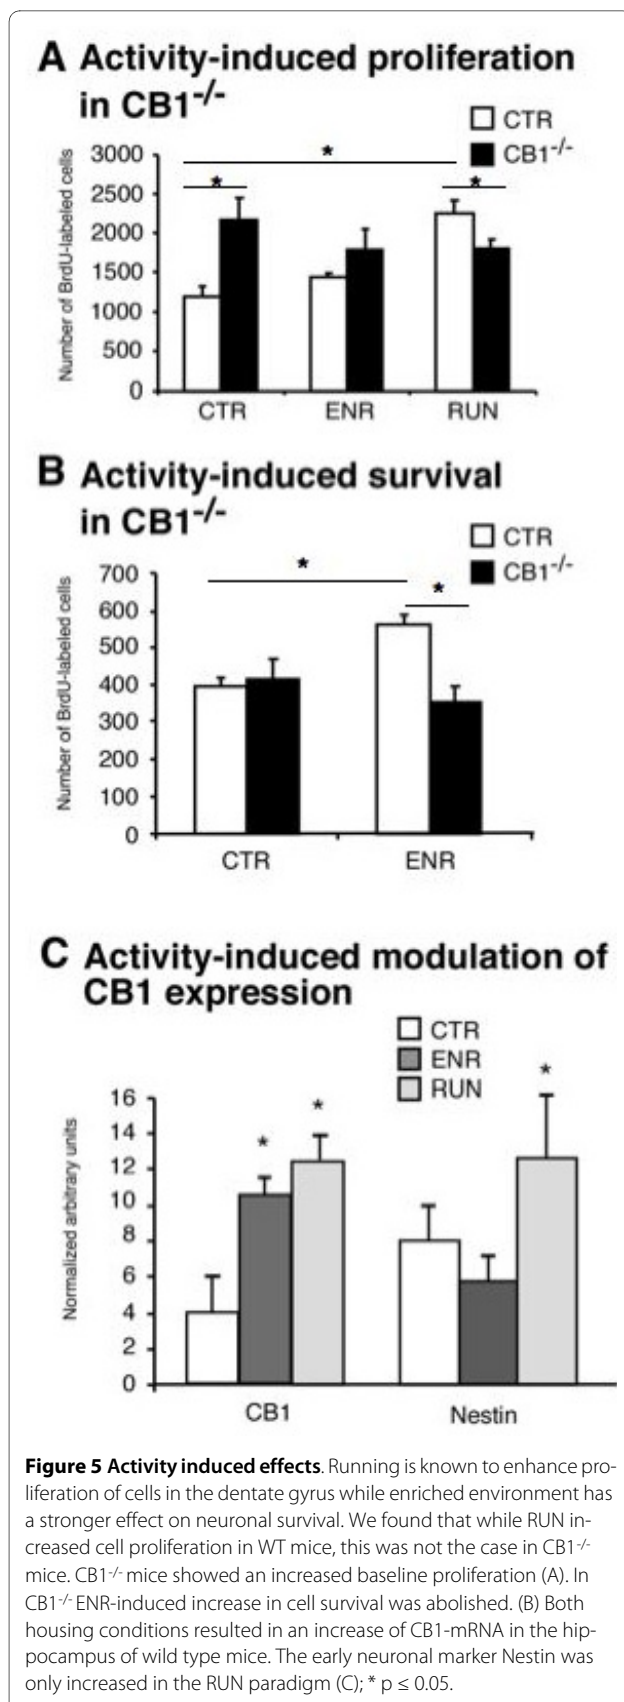 A Activity-induced proliferation
in CB1-/-
CTR
CB1-/-
*
*
*
Number of BrdU-labeled cells
3000
2500
2000
1500
1000
500
0
CTR ENR RUN
B Activity-induced survival
in CB1-/-
CTR
CB1-/-
*
*
Number of BrdU-labeled cells
700
600
500
400
300
200
100
0
CTR ENR
C Activity-induced modulation of
CB1 expression
CTR
ENR
RUN
*
*
*
Normalized arbitrary units
16
14
12
10
8
6
4
2
0
CB1 Nestin
Figure 5 Activity induced effects. Running is known to enhance pro-
liferation of cells in the dentate gyrus while enriched environment has
a stronger effect on neuronal survival. We found that while RUN in-
creased cell proliferation in WT mice, this was not the case in CB1-/-
mice. CB1-/- mice showed an increased baseline proliferation (A). In
CB1-/- ENR-induced increase in cell survival was abolished. (B) Both
housing conditions resulted in an increase of CB1-mRNA in the hip-
pocampus of wild type mice. The early neuronal marker Nestin was
only increased in the RUN paradigm (C); * p ≤ 0.05.